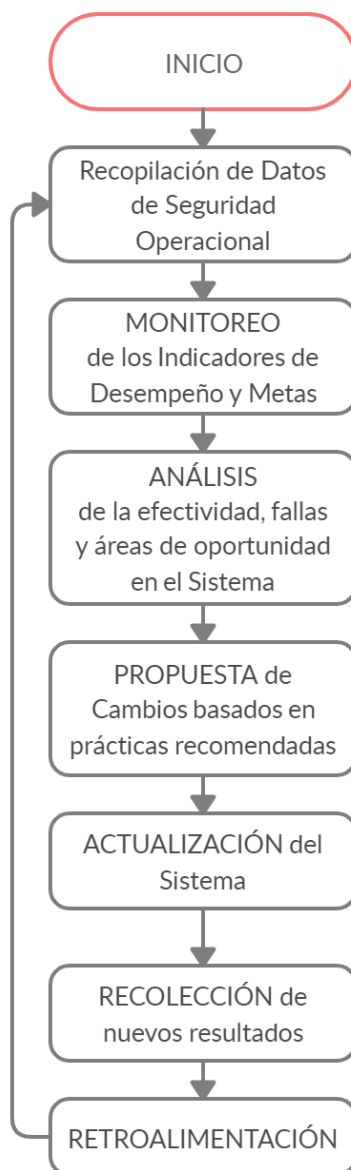 INICIO
Recopilación de Datos
de Seguridad
Operacional
MONITOREO
de los Indicadores de
Desempeño y Metas
ANÁLISIS
de la efectividad, fallas
y áreas de oportunidad
en el Sistema
PROPUESTA de
Cambios basados en
prácticas recomendadas
ACTUALIZACIÓN del
Sistema
RECOLECCIÓN de
nuevos resultados
RETROALIMENTACIÓN